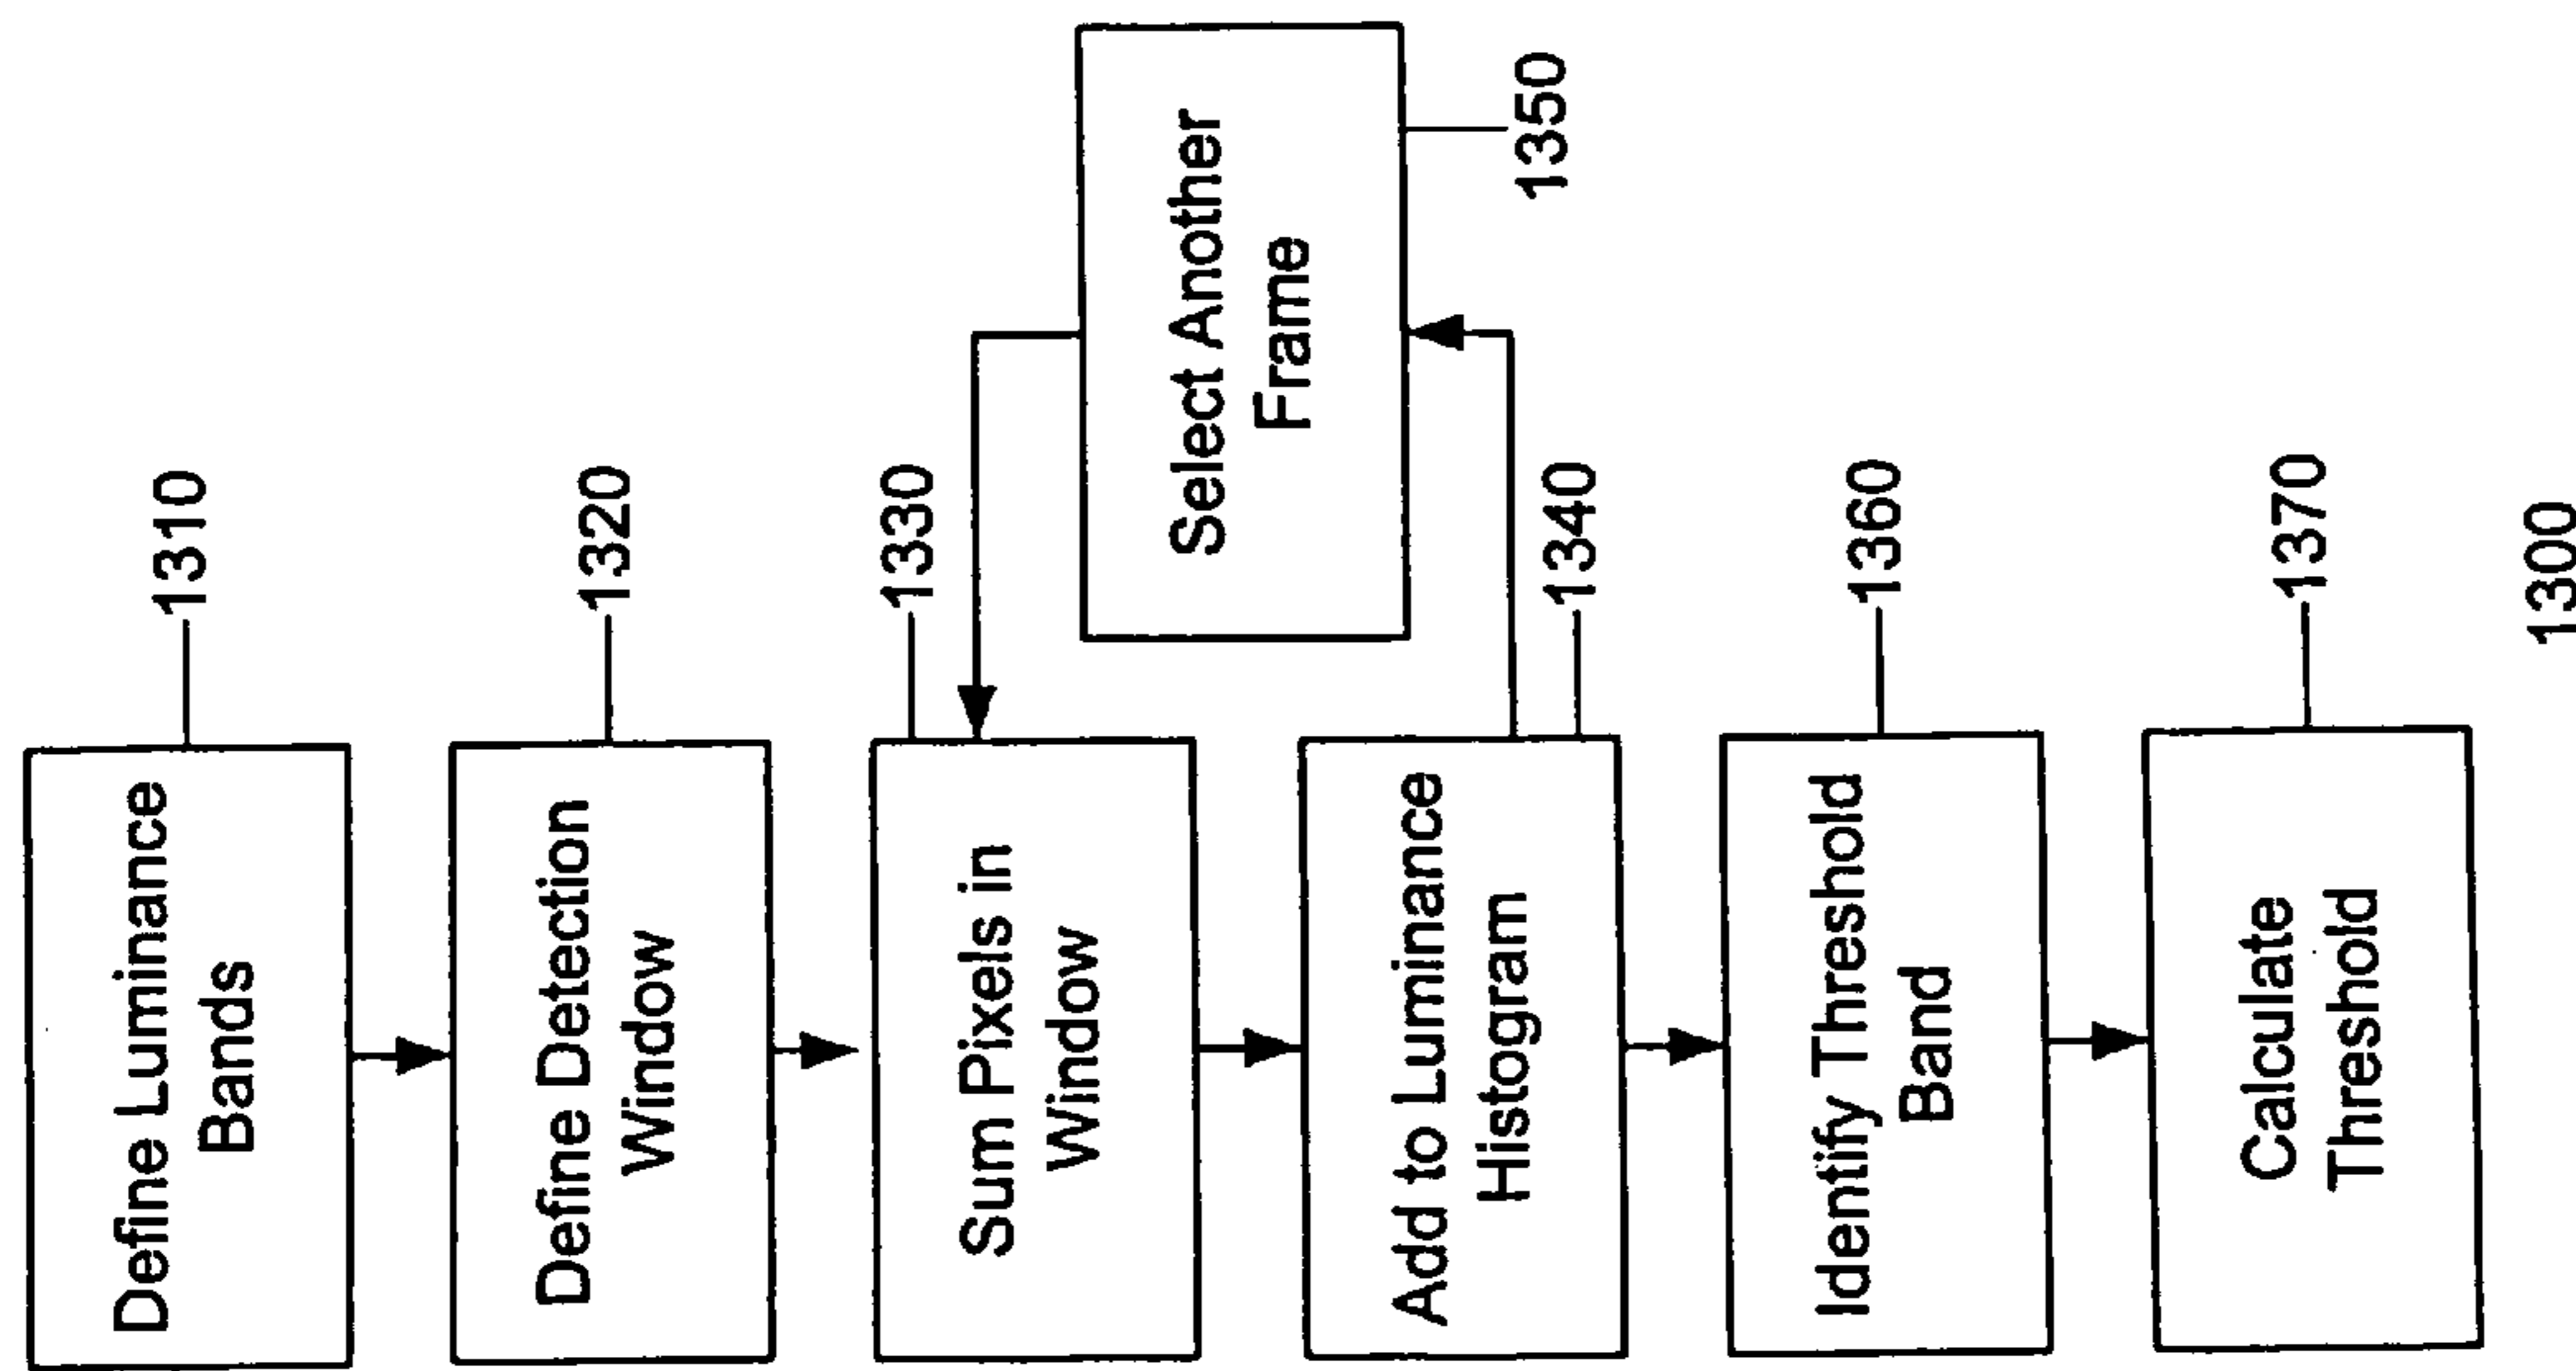 Define Luminance
Bands
1310
Define Detection
Window
1320
Sum Pixels in
Window
1330
Add to Luminance
Histogram
1340
Select Another
Frame
1350
Identify Threshold
Band
1360
Calculate
Threshold
1370
1300